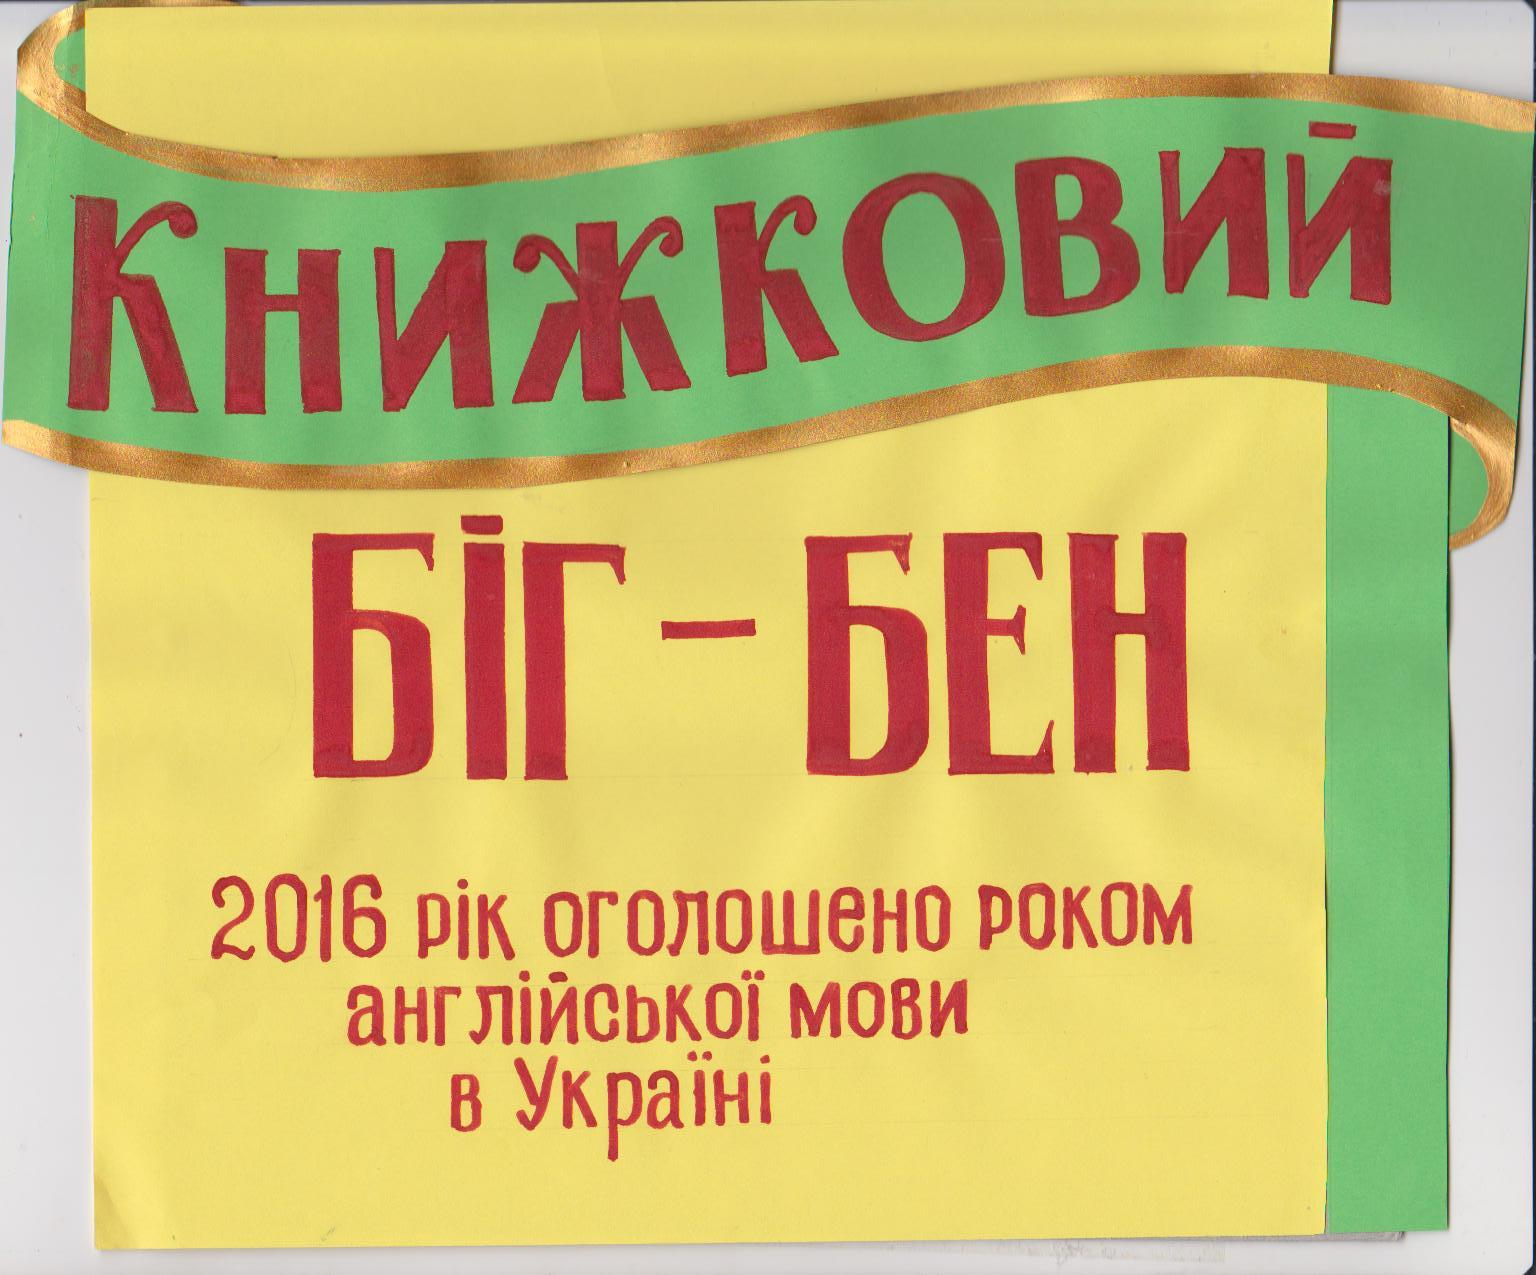 Книжковий
БІГ - БЕН
2016 рік оголошено роком
англійської мови
в Україні